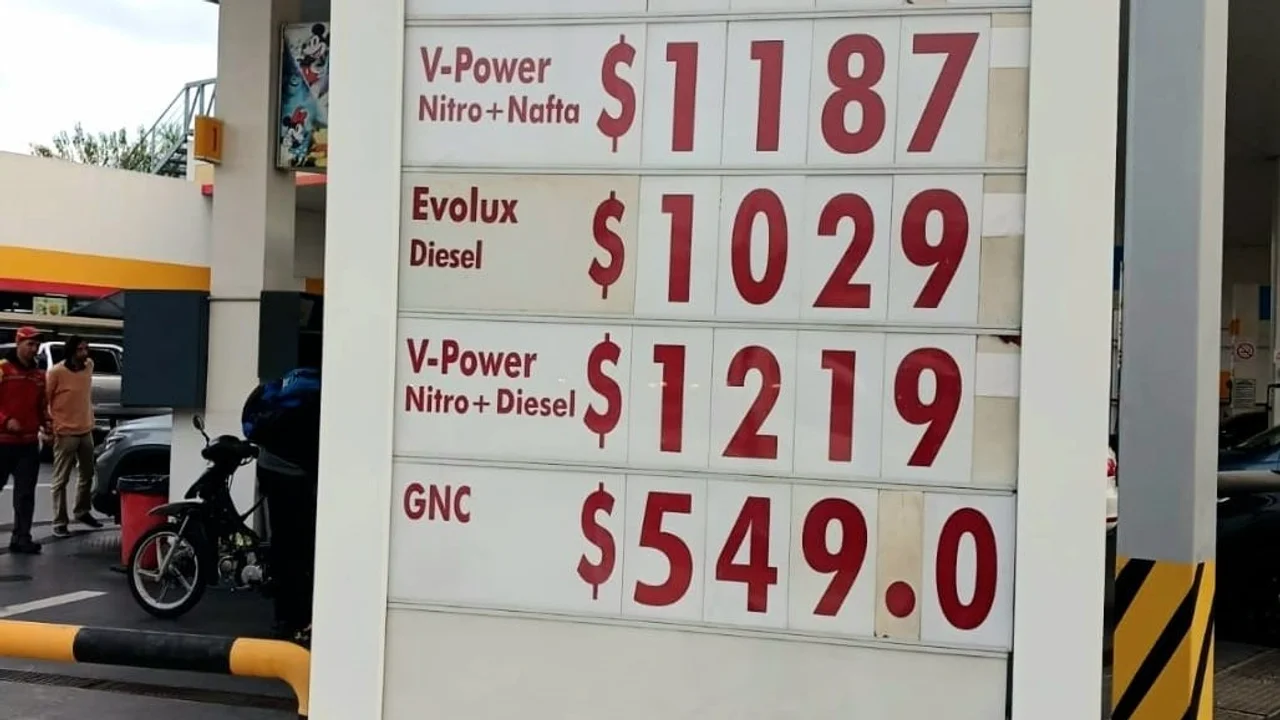 V-Power
Nitro+Nafta $1187
Evolux
Diesel $1029
V-Power
Nitro+Diesel $1219
GNC $549.0